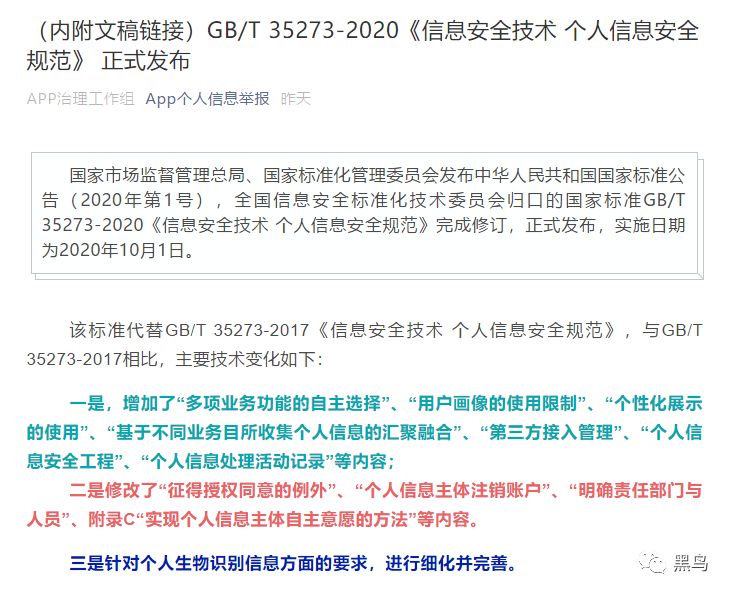 （内附文稿链接）GB/T 35273-2020《信息安全技术 个人信息安全
规范》 正式发布
APP治理工作组 App个人信息举报 昨天
国家市场监督管理总局、国家标准化管理委员会发布中华人民共和国国家标准公
告（2020年第1号），全国信息安全标准化技术委员会归口的国家标准GB/T
35273-2020《信息安全技术 个人信息安全规范》完成修订，正式发布，实施日期
为2020年10月1日。
该标准代替GB/T 35273-2017《信息安全技术 个人信息安全规范》，与GB/T
35273-2017相比，主要技术变化如下：
一是，增加了“多项业务功能的自主选择”、“用户画像的使用限制”、“个性化展示
的使用”、“基于不同业务目所收集个人信息的汇聚融合”、“第三方接入管理”、“个人信
息安全工程”、“个人信息处理活动记录”等内容；
二是修改了“征得授权同意的例外”、“个人信息主体注销账户”、“明确责任部门与
人员”、附录C“实现个人信息主体自主意愿的方法”等内容。
三是针对个人生物识别信息方面的要求，进行细化并完善。
黑鸟